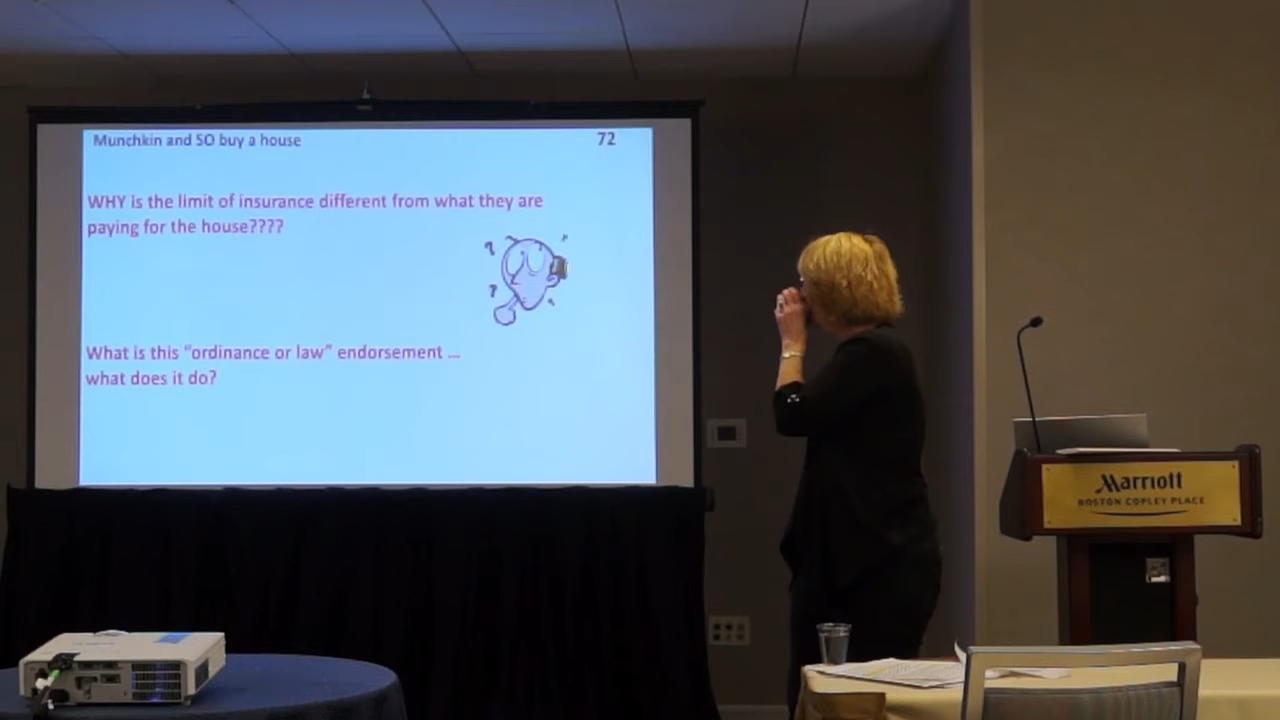 Munchkin and SO buy a house
72
WHY is the limit of insurance different from what they are
paying for the house????
What is this “ordinance or law” endorsement ...
what does it do?
Marriott
BOSTON COPLEY PLACE